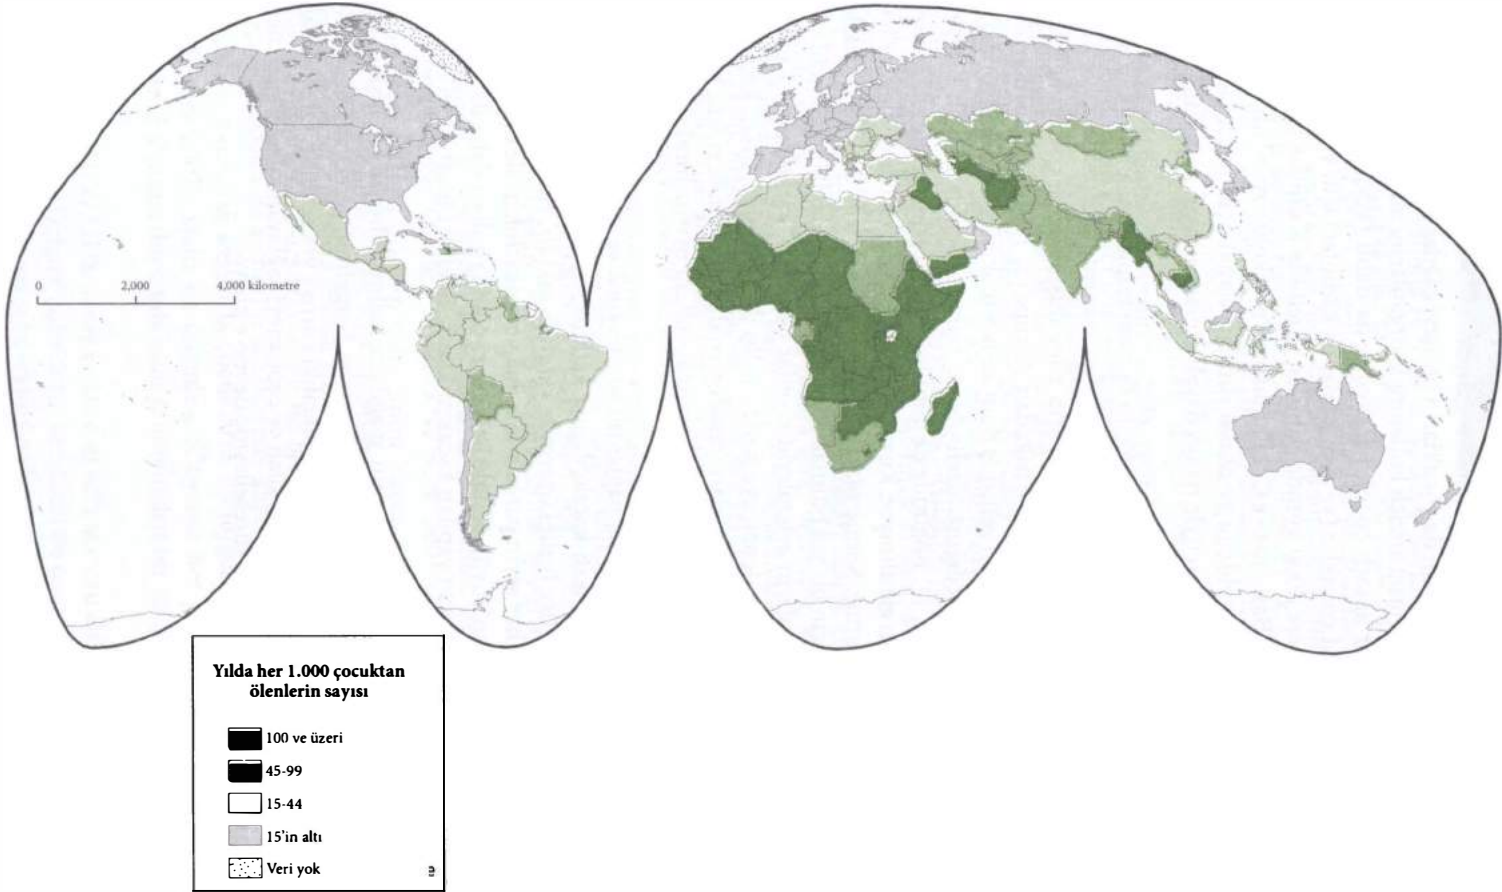 0
2,000
4,000 kilometre
Yılda her 1.000 çocuktan
ölenlerin sayısı
100 ve üzeri
45-99
15-44
15'in altı
Veri yok
e